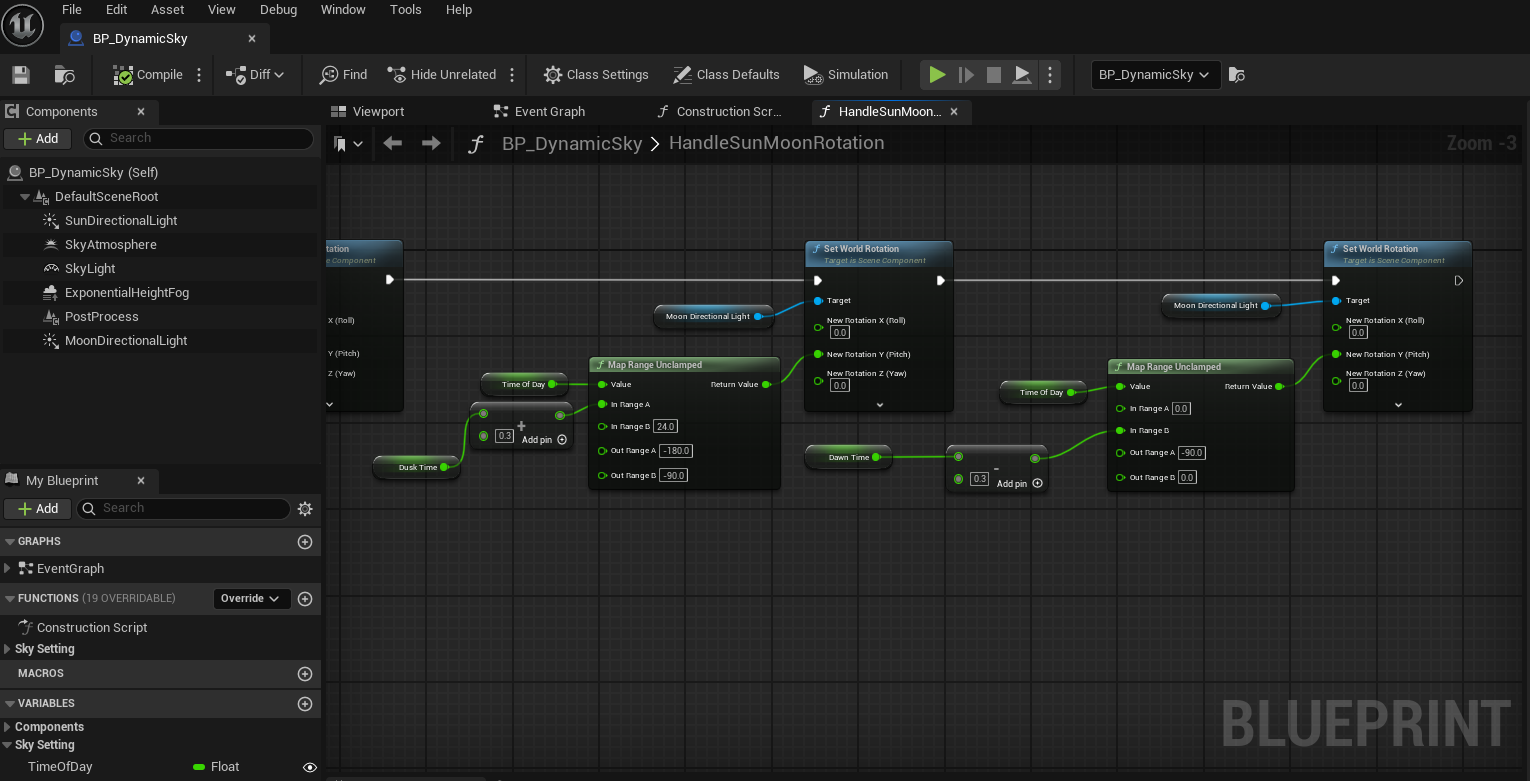 File Edit Asset View Debug Window Tools Help
BP_DynamicSky
Compile Diff Find Hide Unrelated Class Settings Class Defaults Simulation BP_DynamicSky
Components
Viewport Event Graph Construction Scr... HandleSunMoon...
Add Search
BP_DynamicSky HandleSunMoonRotation Zoom -3
BP_DynamicSky (Self)
DefaultSceneRoot
SunDirectionalLight
SkyAtmosphere
SkyLight
ExponentialHeightFog
PostProcess
MoonDirectionalLight
tation
e Component
X (Roll)
Y (Pitch)
Z (Yaw)
Set World Rotation
Target is Scene Component
Target
New Rotation X (Roll)
0.0
New Rotation Y (Pitch)
New Rotation Z (Yaw)
0.0
Moon Directional Light
Map Range Unclamped
Value Return Value
In Range A
In Range B 24.0
Out Range A -180.0
Out Range B -90.0
Time Of Day
+
0.3 Add pin
Dusk Time
Set World Rotation
Target is Scene Component
Target
New Rotation X (Roll)
0.0
New Rotation Y (Pitch)
New Rotation Z (Yaw)
0.0
Moon Directional Light
Map Range Unclamped
Value Return Value
In Range A 0.0
In Range B
Out Range A -90.0
Out Range B 0.0
Time Of Day
Dawn Time
-
0.3 Add pin
My Blueprint
Add Search
GRAPHS
EventGraph
FUNCTIONS (19 OVERRIDABLE) Override
Construction Script
Sky Setting
MACROS
VARIABLES
Components
Sky Setting
TimeOfDay Float
BLUEPRINT